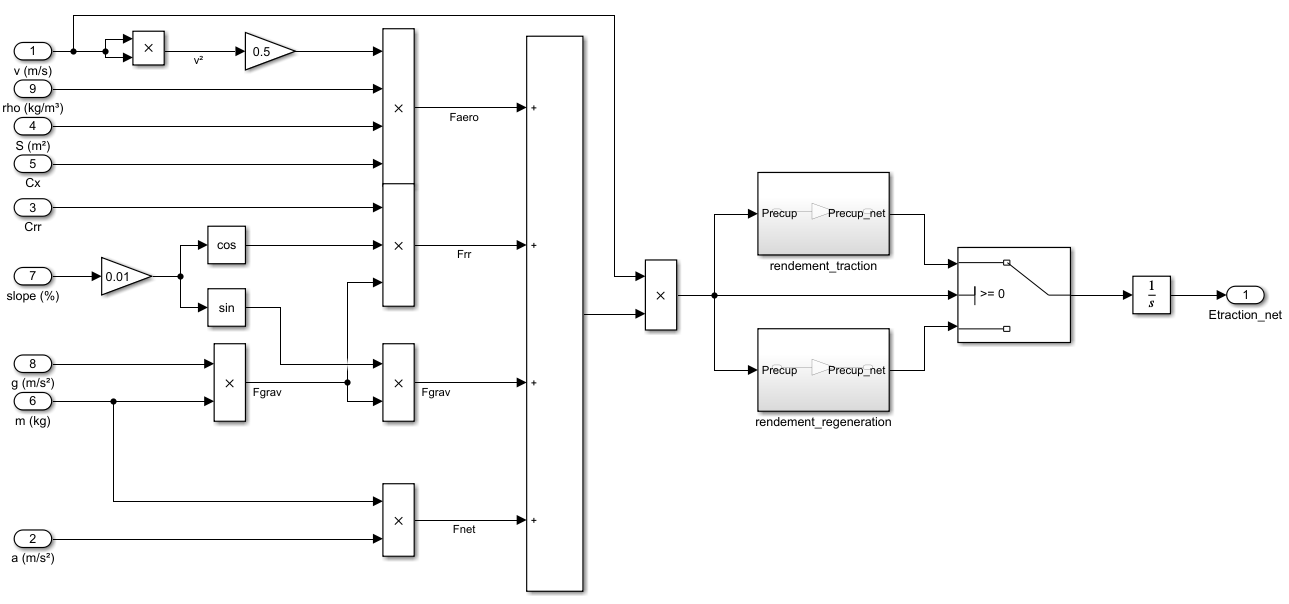 1
v (m/s)
×
v²
0.5
9
rho (kg/m³)
4
S (m²)
5
Cx
×
Faero
+
3
Crr
7
slope (%)
0.01
cos
sin
×
Frr
+
8
g (m/s²)
6
m (kg)
×
Fgrav
×
Fgrav
+
2
a (m/s²)
×
Fnet
+
×
Precup Precup_net
rendement_traction
Precup Precup_net
rendement_regeneration
>= 0
1
s
1
Etraction_net